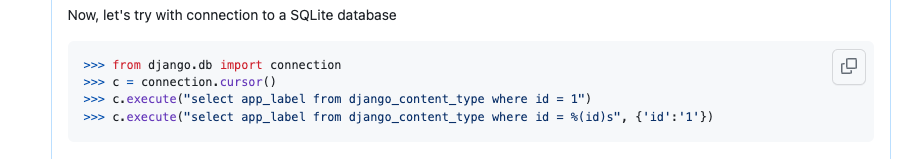 Now, let's try with connection to a SQLite database
>>> from django.db import connection
>>> c = connection.cursor()
>>> c.execute("select app_label from django_content_type where id = 1")
>>> c.execute("select app_label from django_content_type where id = %(id)s", {'id':'1'})